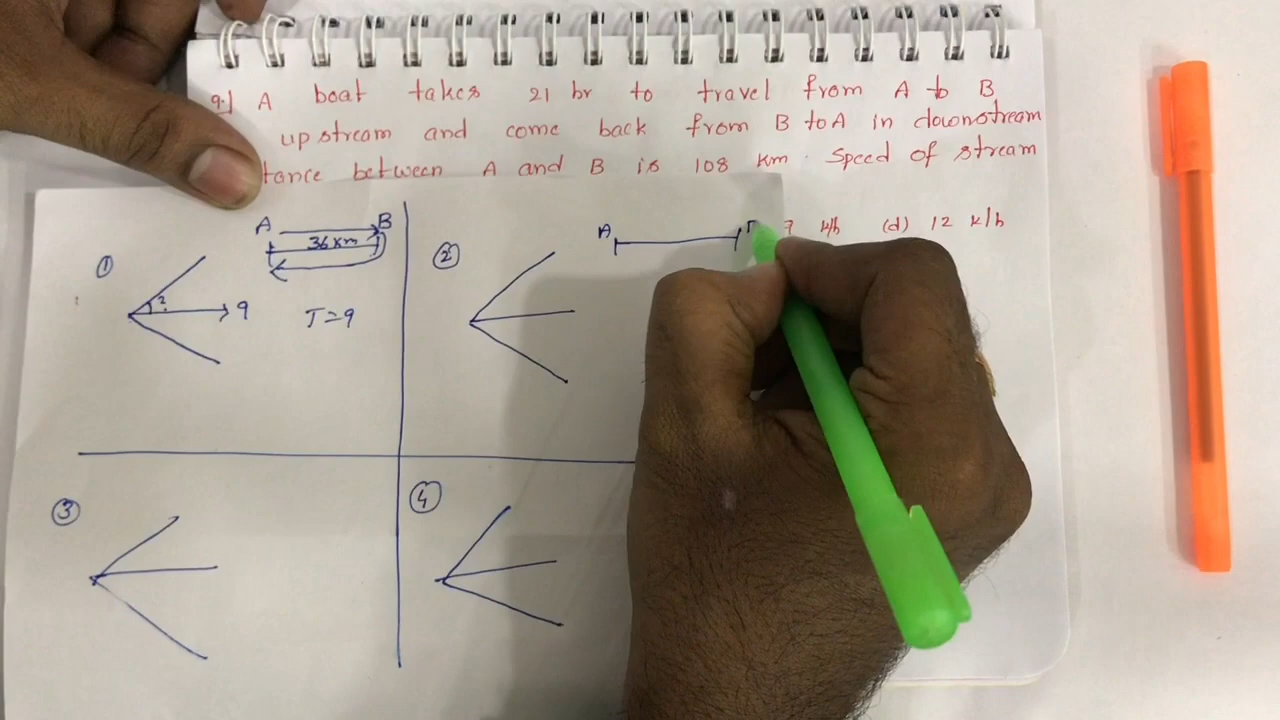 9.] A boat takes 21 hr to travel from A to B
upstream and come back from B to A in downstream
tance between A and B is 108 Km. Speed of stream
7 k/h (d) 12 k/h
A B
36 Km
① ? 9 T=9
② A
③ ④